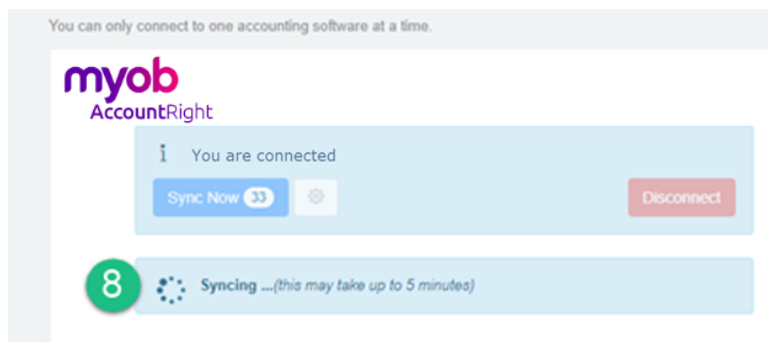 You can only connect to one accounting software at a time.
myob
AccountRight
i You are connected
Sync Now 33
Disconnect
8
Syncing ...(this may take up to 5 minutes)